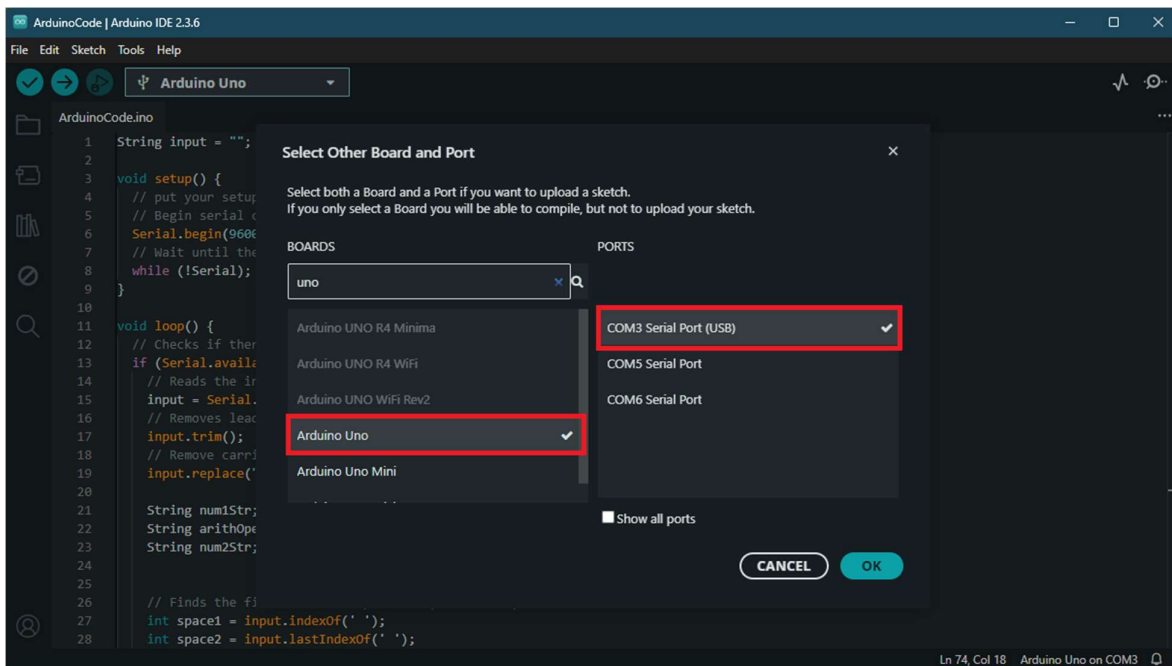 ArduinoCode | Arduino IDE 2.3.6
File Edit Sketch Tools Help
Arduino Uno
ArduinoCode.ino
Select Other Board and Port
Select both a Board and a Port if you want to upload a sketch.
If you only select a Board you will be able to compile, but not to upload your sketch.
BOARDS
PORTS
uno
Arduino UNO R4 Minima
Arduino UNO R4 WiFi
Arduino UNO WiFi Rev2
Arduino Uno
Arduino Uno Mini
COM3 Serial Port (USB)
COM5 Serial Port
COM6 Serial Port
Show all ports
CANCEL
OK
1 String input = "";
2
3 void setup() {
4 // put your setup
5 // Begin serial
6 Serial.begin(9600
7 // Wait until the
8 while (!Serial);
9 }
10
11 void loop() {
12 // Checks if ther
13 if (Serial.availa
14 // Reads the in
15 input = Serial.
16 // Removes lead
17 input.trim();
18 // Remove carri
19 input.replace(
20
21 String num1Str;
22 String arithOpe
23 String num2Str;
24
25
26 // Finds the fi
27 int space1 = input.indexOf(' ');
28 int space2 = input.lastIndexOf(' ');
Ln 74, Col 18 Arduino Uno on COM3